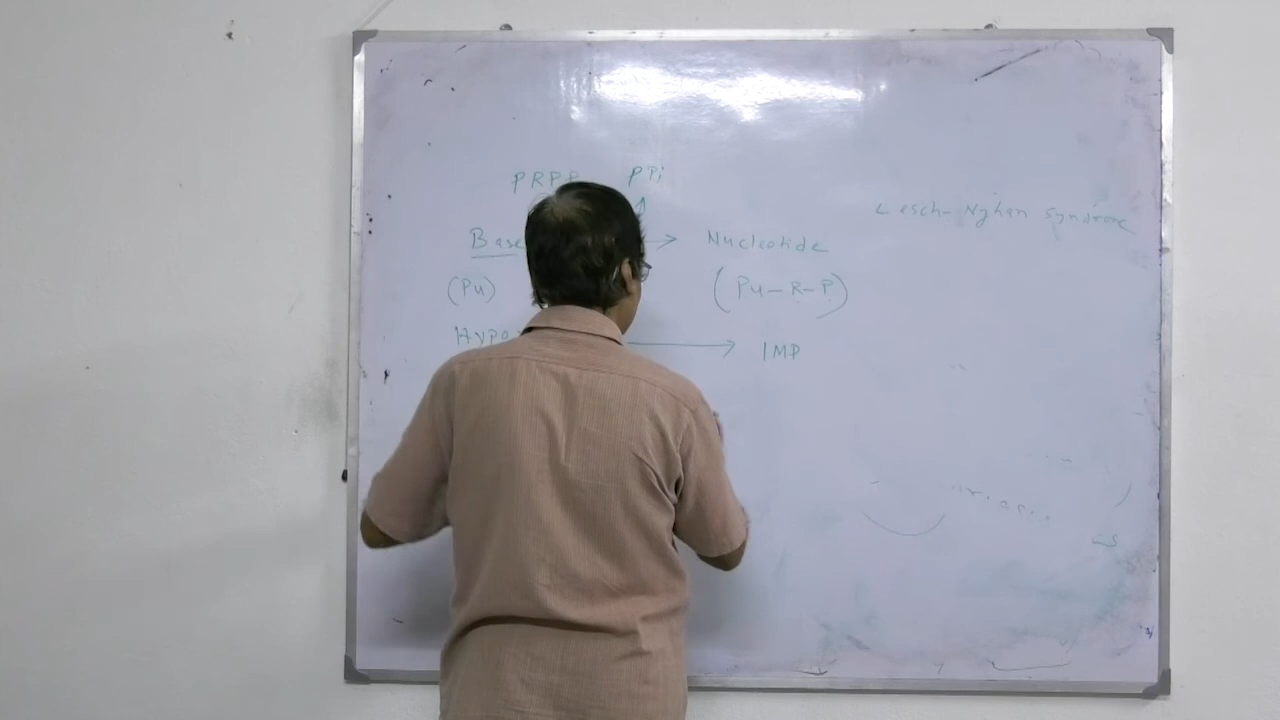 PRPP PPi
Lesch-Nyhan syndrome
Base → Nucleotide
(Pu) (Pu-R-P)
Hypo → IMP